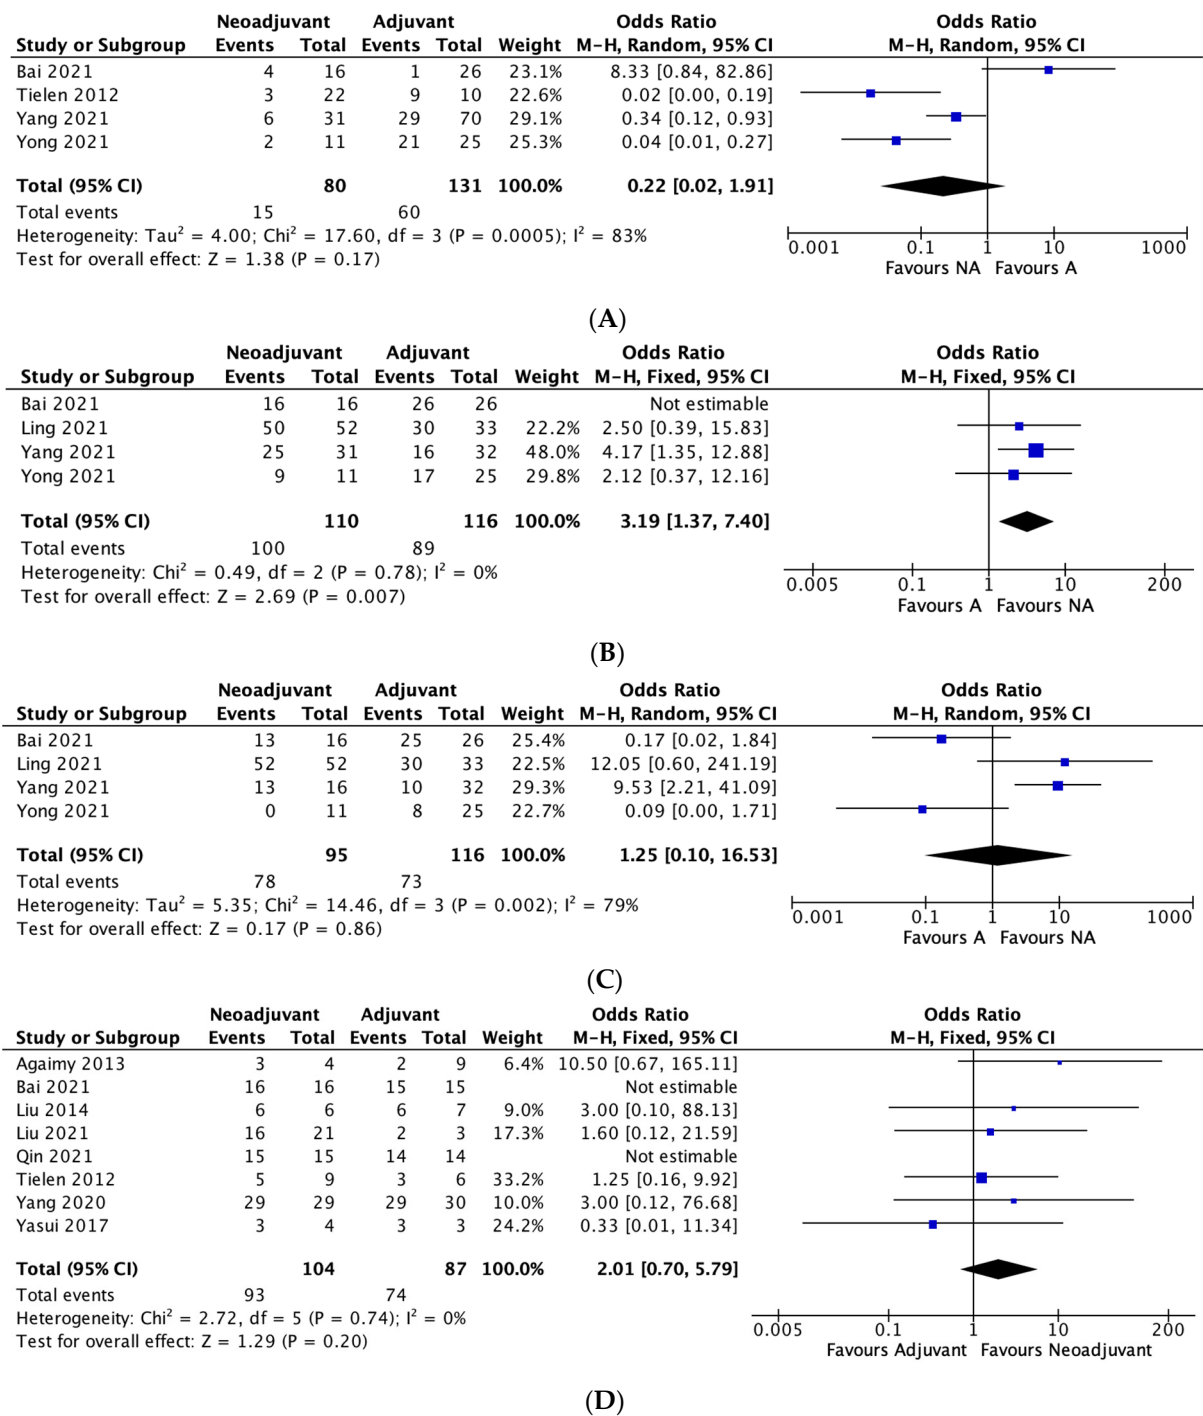 Neoadjuvant Adjuvant Odds Ratio Odds Ratio
Study or Subgroup Events Total Events Total Weight M-H, Random, 95% CI M-H, Random, 95% CI
Bai 2021 4 16 1 26 23.1% 8.33 [0.84, 82.86]
Tielen 2012 3 22 9 10 22.6% 0.02 [0.00, 0.19]
Yang 2021 6 31 29 70 29.1% 0.34 [0.12, 0.93]
Yong 2021 2 11 21 25 25.3% 0.04 [0.01, 0.27]
Total (95% CI) 80 131 100.0% 0.22 [0.02, 1.91]
Total events 15 60
Heterogeneity: Tau² = 4.00; Chi² = 17.60, df = 3 (P = 0.0005); I² = 83%
Test for overall effect: Z = 1.38 (P = 0.17)
0.001 0.1 1 10 1000
Favours NA Favours A
(A)
Neoadjuvant Adjuvant Odds Ratio Odds Ratio
Study or Subgroup Events Total Events Total Weight M-H, Fixed, 95% CI M-H, Fixed, 95% CI
Bai 2021 16 16 26 26 Not estimable
Ling 2021 50 52 30 33 22.2% 2.50 [0.39, 15.83]
Yang 2021 25 31 16 32 48.0% 4.17 [1.35, 12.88]
Yong 2021 9 11 17 25 29.8% 2.12 [0.37, 12.16]
Total (95% CI) 110 116 100.0% 3.19 [1.37, 7.40]
Total events 100 89
Heterogeneity: Chi² = 0.49, df = 2 (P = 0.78); I² = 0%
Test for overall effect: Z = 2.69 (P = 0.007)
0.005 0.1 1 10 200
Favours A Favours NA
(B)
Neoadjuvant Adjuvant Odds Ratio Odds Ratio
Study or Subgroup Events Total Events Total Weight M-H, Random, 95% CI M-H, Random, 95% CI
Bai 2021 13 16 25 26 25.4% 0.17 [0.02, 1.84]
Ling 2021 52 52 30 33 22.5% 12.05 [0.60, 241.19]
Yang 2021 13 16 10 32 29.3% 9.53 [2.21, 41.09]
Yong 2021 0 11 8 25 22.7% 0.09 [0.00, 1.71]
Total (95% CI) 95 116 100.0% 1.25 [0.10, 16.53]
Total events 78 73
Heterogeneity: Tau² = 5.35; Chi² = 14.46, df = 3 (P = 0.002); I² = 79%
Test for overall effect: Z = 0.17 (P = 0.86)
0.001 0.1 1 10 1000
Favours A Favours NA
(C)
Neoadjuvant Adjuvant Odds Ratio Odds Ratio
Study or Subgroup Events Total Events Total Weight M-H, Fixed, 95% CI M-H, Fixed, 95% CI
Agaimy 2013 3 4 2 9 6.4% 10.50 [0.67, 165.11]
Bai 2021 16 16 15 15 Not estimable
Liu 2014 6 6 6 7 9.0% 3.00 [0.10, 88.13]
Liu 2021 16 21 2 3 17.3% 1.60 [0.12, 21.59]
Qin 2021 15 15 14 14 Not estimable
Tielen 2012 5 9 3 6 33.2% 1.25 [0.16, 9.92]
Yang 2020 29 29 29 30 10.0% 3.00 [0.12, 76.68]
Yasui 2017 3 4 3 3 24.2% 0.33 [0.01, 11.34]
Total (95% CI) 104 87 100.0% 2.01 [0.70, 5.79]
Total events 93 74
Heterogeneity: Chi² = 2.72, df = 5 (P = 0.74); I² = 0%
Test for overall effect: Z = 1.29 (P = 0.20)
0.005 0.1 1 10 200
Favours Adjuvant Favours Neoadjuvant
(D)